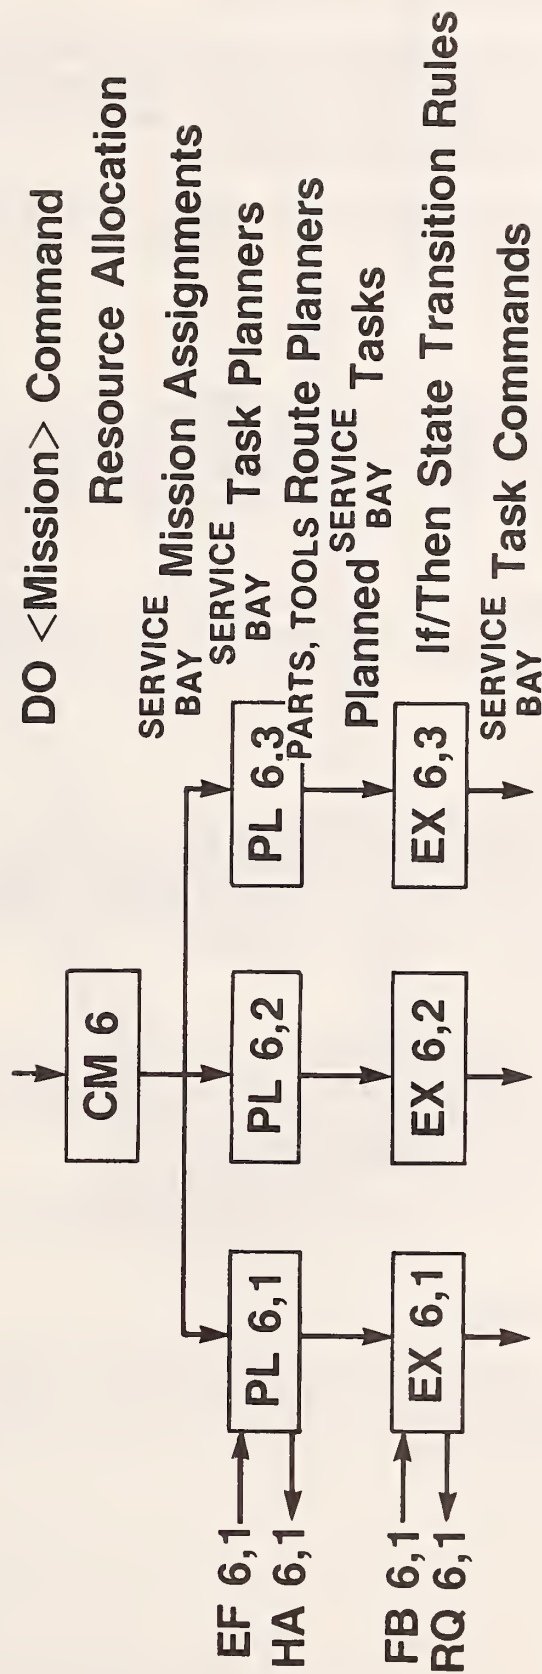 DO <Mission> Command
CM 6
Resource Allocation
SERVICE BAY Mission Assignments
EF 6,1
HA 6,1
PL 6,1
PL 6,2
PL 6.3
SERVICE BAY Task Planners
PARTS, TOOLS Route Planners
Planned SERVICE BAY Tasks
FB 6,1
RQ 6,1
EX 6,1
EX 6,2
EX 6,3
If/Then State Transition Rules
SERVICE BAY Task Commands